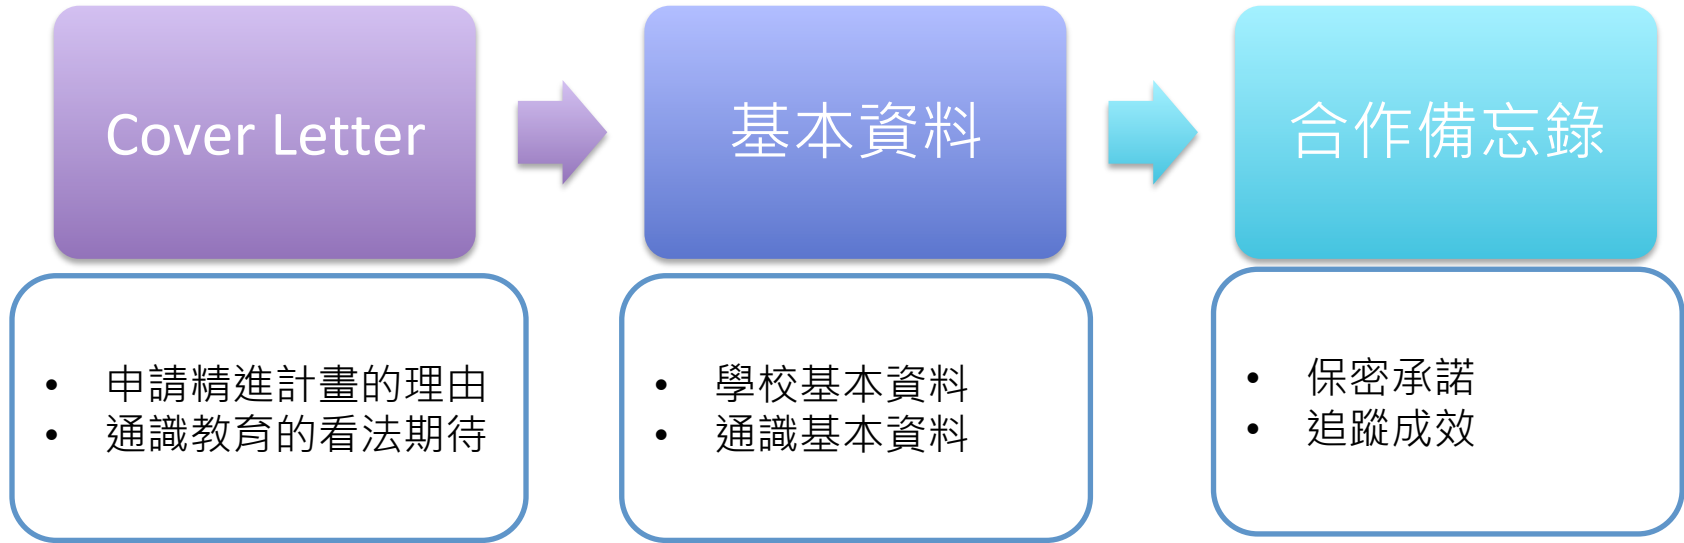 Cover Letter
基本資料
合作備忘錄
• 申請精進計畫的理由
• 通識教育的看法期待
• 學校基本資料
• 通識基本資料
• 保密承諾
• 追蹤成效